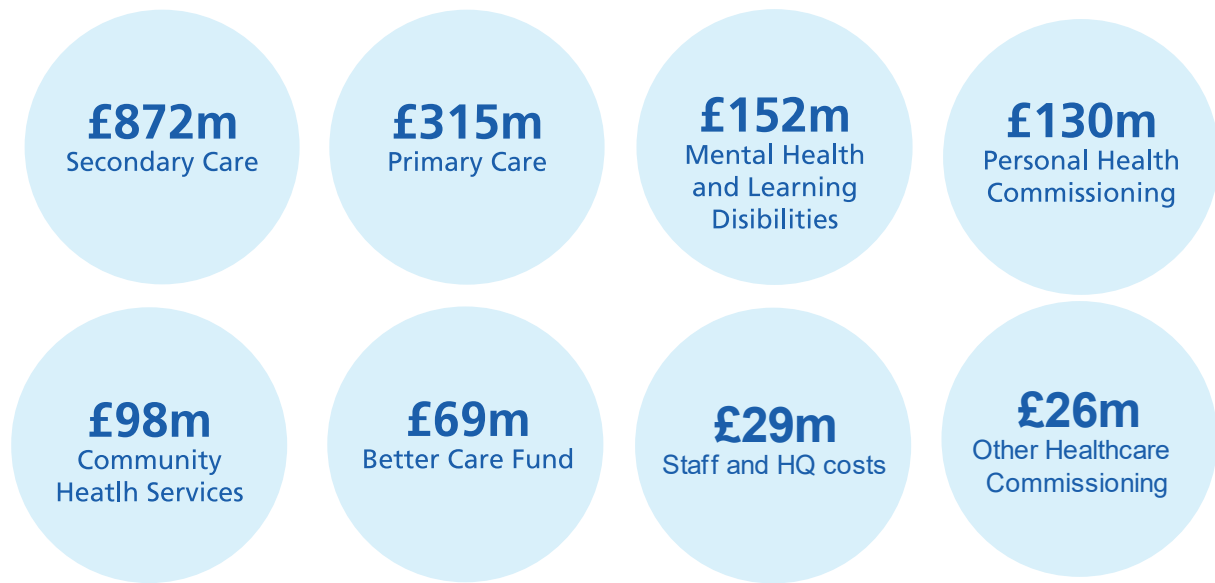 £872m
Secondary Care
£315m
Primary Care
£152m
Mental Health
and Learning
Disibilities
£130m
Personal Health
Commissioning
£98m
Community
Heatlh Services
£69m
Better Care Fund
£29m
Staff and HQ costs
£26m
Other Healthcare
Commissioning